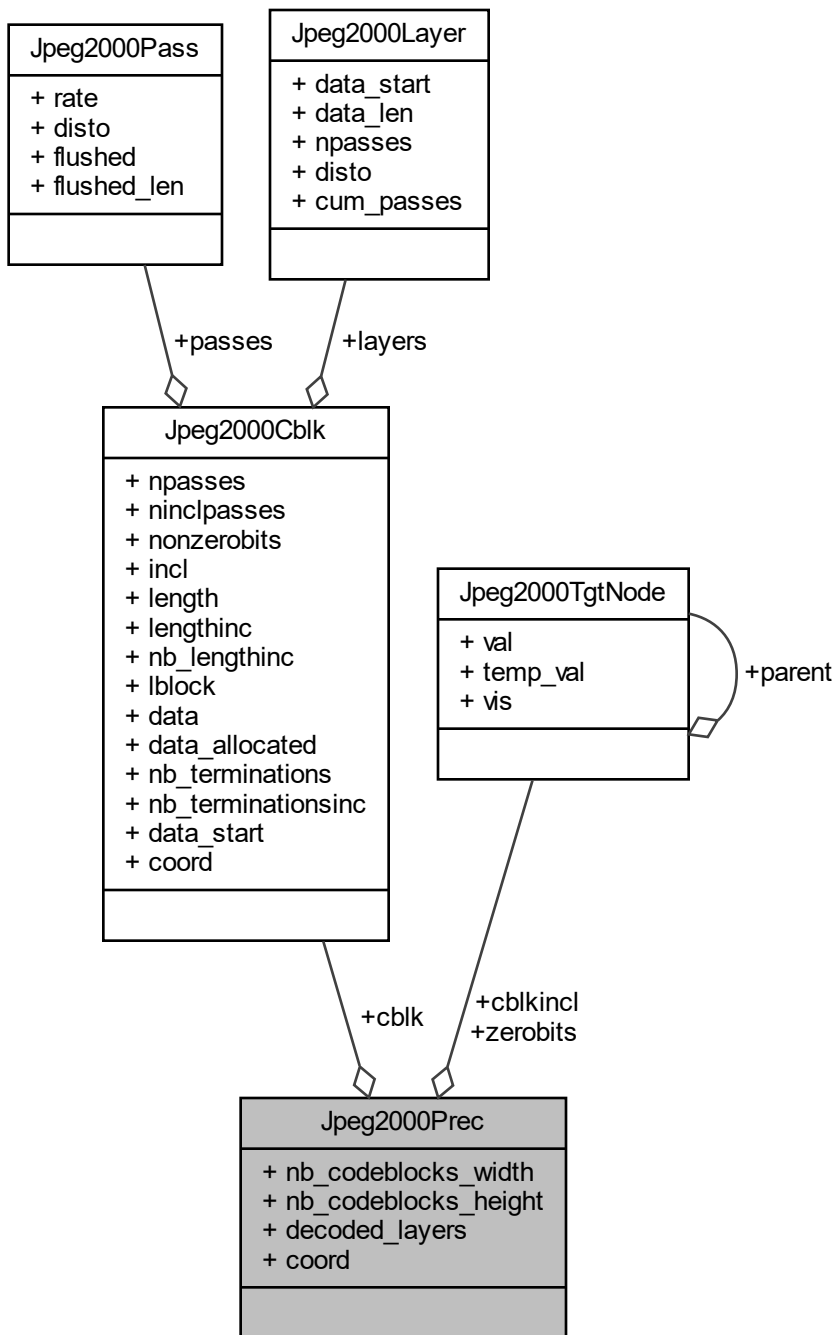 Jpeg2000Pass
+ rate
+ disto
+ flushed
+ flushed_len
Jpeg2000Layer
+ data_start
+ data_len
+ npasses
+ disto
+ cum_passes
+passes
+layers
Jpeg2000Cblk
+ npasses
+ ninclpasses
+ nonzerobits
+ incl
+ length
+ lengthinc
+ nb_lengthinc
+ lblock
+ data
+ data_allocated
+ nb_terminations
+ nb_terminationsinc
+ data_start
+ coord
Jpeg2000TgtNode
+ val
+ temp_val
+ vis
+parent
+cblk
+cblkincl
+zerobits
Jpeg2000Prec
+ nb_codeblocks_width
+ nb_codeblocks_height
+ decoded_layers
+ coord